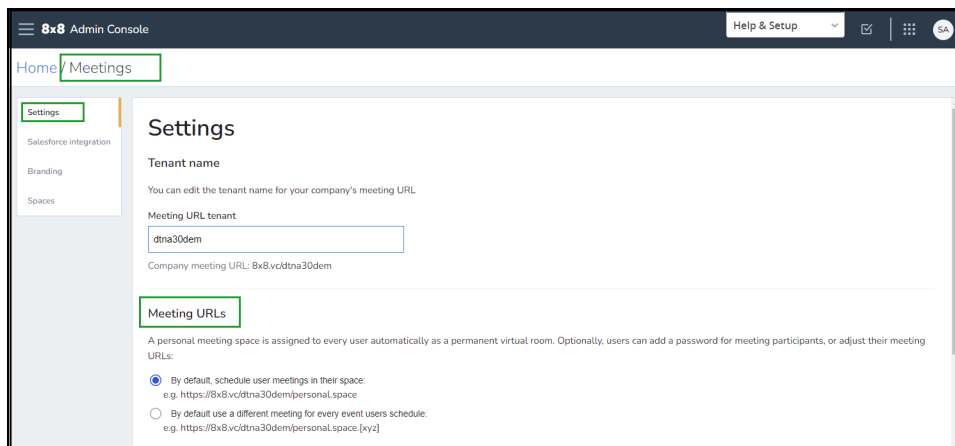 8x8 Admin Console
Help & Setup
SA
Home / Meetings
Settings
Salesforce integration
Branding
Spaces
Settings
Tenant name
You can edit the tenant name for your company's meeting URL
Meeting URL tenant
dtna30dem
Company meeting URL: 8x8.vc/dtna30dem
Meeting URLs
A personal meeting space is assigned to every user automatically as a permanent virtual room. Optionally, users can add a password for meeting participants, or adjust their meeting
URLs:
By default, schedule user meetings in their space:
e.g. https://8x8.vc/dtna30dem/personal.space
By default use a different meeting for every event users schedule:
e.g. https://8x8.vc/dtna30dem/personal.space.[xyz]